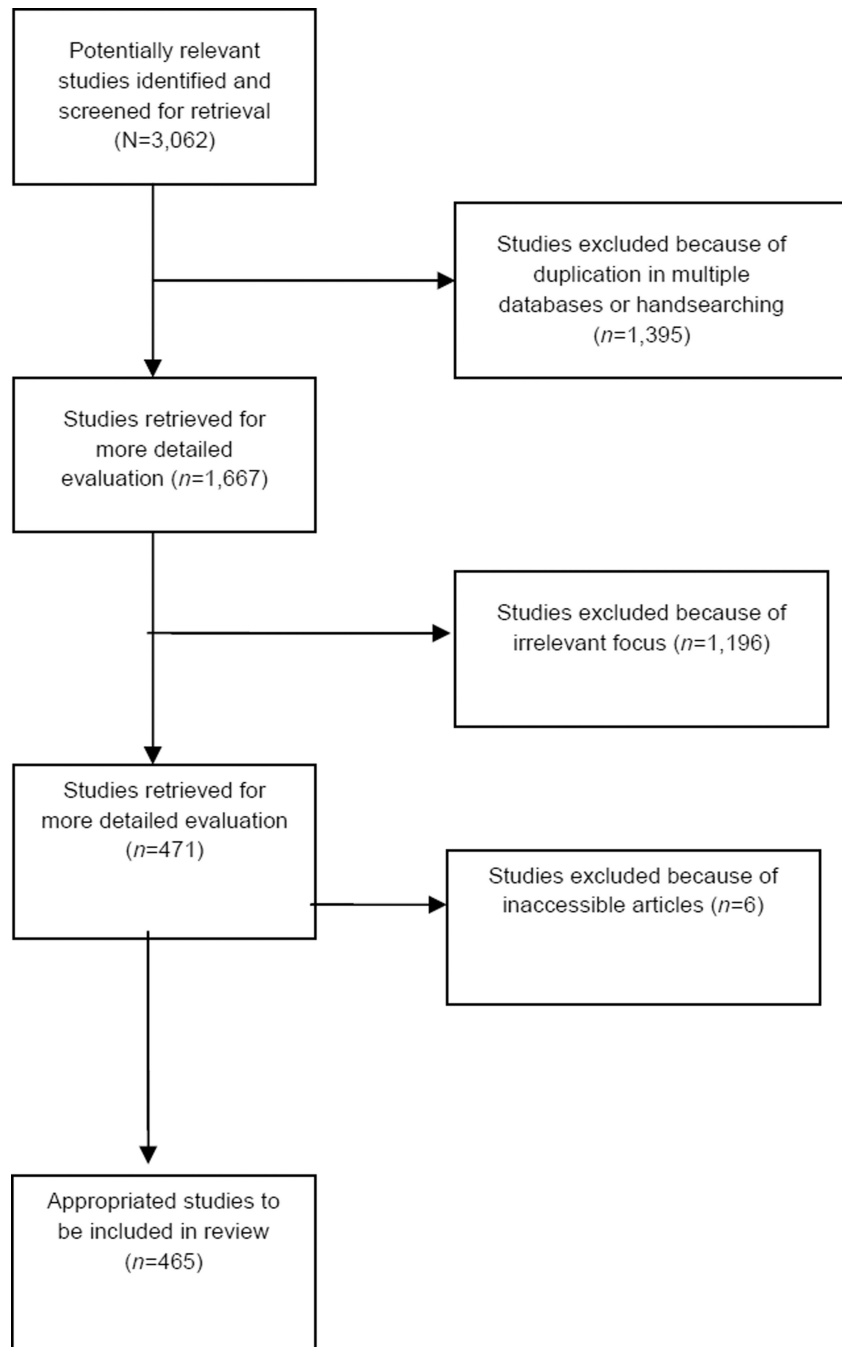 Potentially relevant
studies identified and
screened for retrieval
(N=3,062)
Studies excluded because of
duplication in multiple
databases or handsearching
(n=1,395)
Studies retrieved for
more detailed
evaluation (n=1,667)
Studies excluded because of
irrelevant focus (n=1,196)
Studies retrieved for
more detailed evaluation
(n=471)
Studies excluded because of
inaccessible articles (n=6)
Appropriated studies to
be included in review
(n=465)